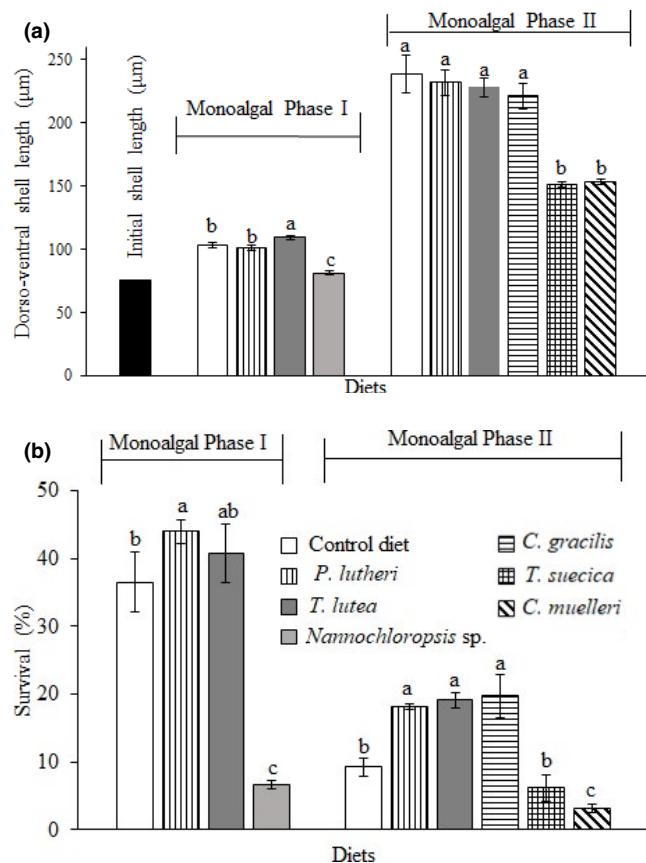 (a)
Monoalgal Phase II
Monoalgal Phase I
Dorso-ventral shell length (µm)
Initial shell length (µm)
250
200
150
100
50
0
b b a c
a a a a b b
Diets
(b)
Monoalgal Phase I
Monoalgal Phase II
Survival (%)
50
40
30
20
10
0
b a ab c
b a a a b c
Control diet
P. lutheri
T. lutea
Nannochloropsis sp.
C. gracilis
T. suecica
C. muelleri
Diets